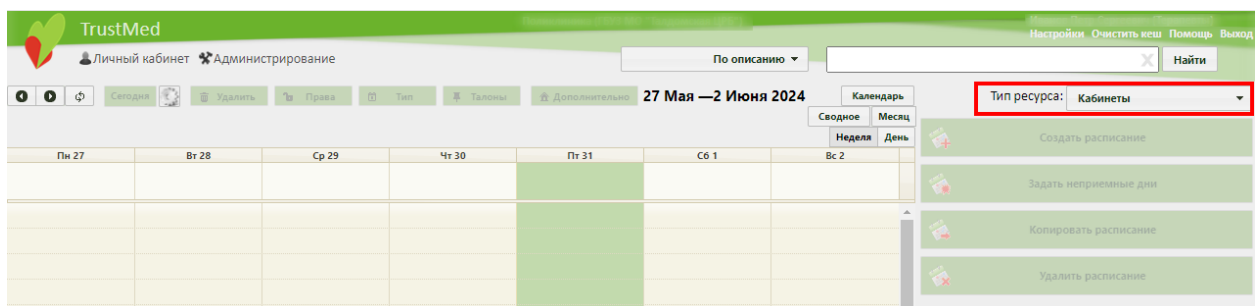 TrustMed
Настройки Очистить кеш Помощь Выход
Личный кабинет Администрирование
По описанию
X
Найти
Сегодня Удалить Права Тип Талоны Дополнительно 27 Мая —2 Июня 2024 Календарь
Тип ресурса: Кабинеты
Сводное Месяц
Неделя День
Создать расписание
Пн 27 Вт 28 Ср 29 Чт 30 Пт 31 Сб 1 Вс 2
Задать неприемные дни
Копировать расписание
Удалить расписание